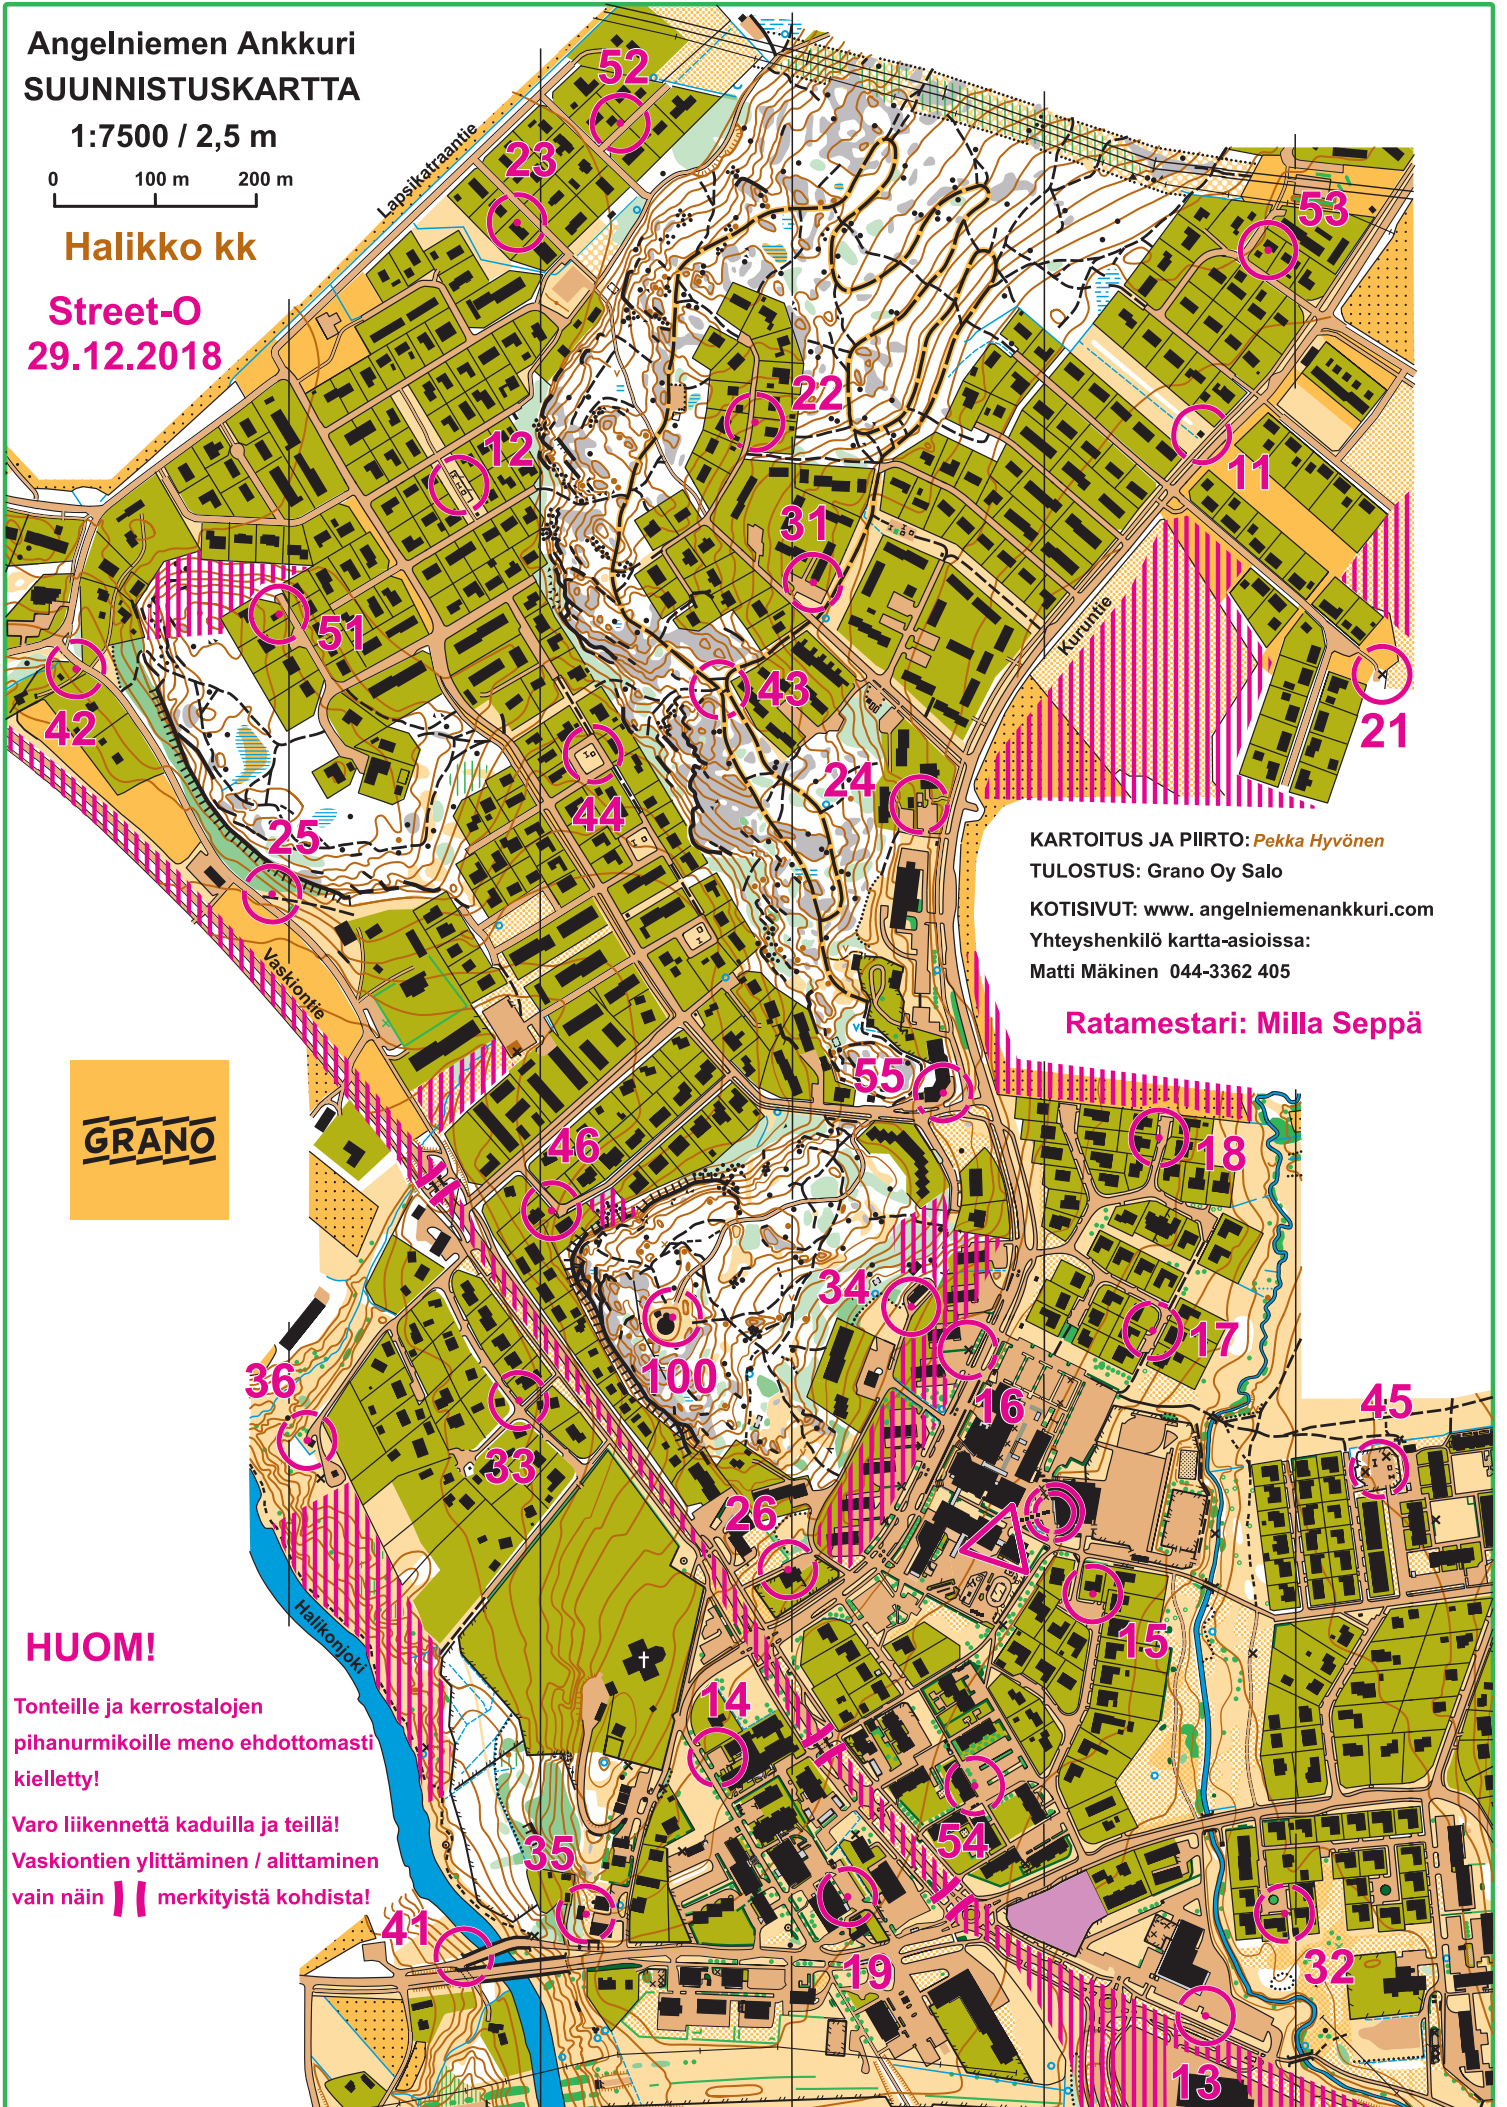 Angelniemen Ankkuri
SUUNNISTUSKARTTA
1:7500 / 2,5 m
0 100 m 200 m
Halikko kk
Street-O
29.12.2018
Lapsikatraantie
52
23
53
22
12
11
31
Kuruntie
51
42
43
21
44
24
25
KARTOITUS JA PIIRTO: Pekka Hyvönen
TULOSTUS: Grano Oy Salo
KOTISIVUT: www. angelniemenankkuri.com
Yhteyshenkilö kartta-asioissa:
Matti Mäkinen 044-3362 405
Vaskiontie
Ratamestari: Milla Seppä
55
GRANO
46
18
34
17
100
36
16
45
33
26
Halikonjoki
15
HUOM!
Tonteille ja kerrostalojen
pihanurmikoille meno ehdottomasti
kielletty!
14
Varo liikennettä kaduilla ja teillä!
Vaskiontien ylittäminen / alittaminen
vain näin merkityistä kohdista!
54
35
41
19
32
13